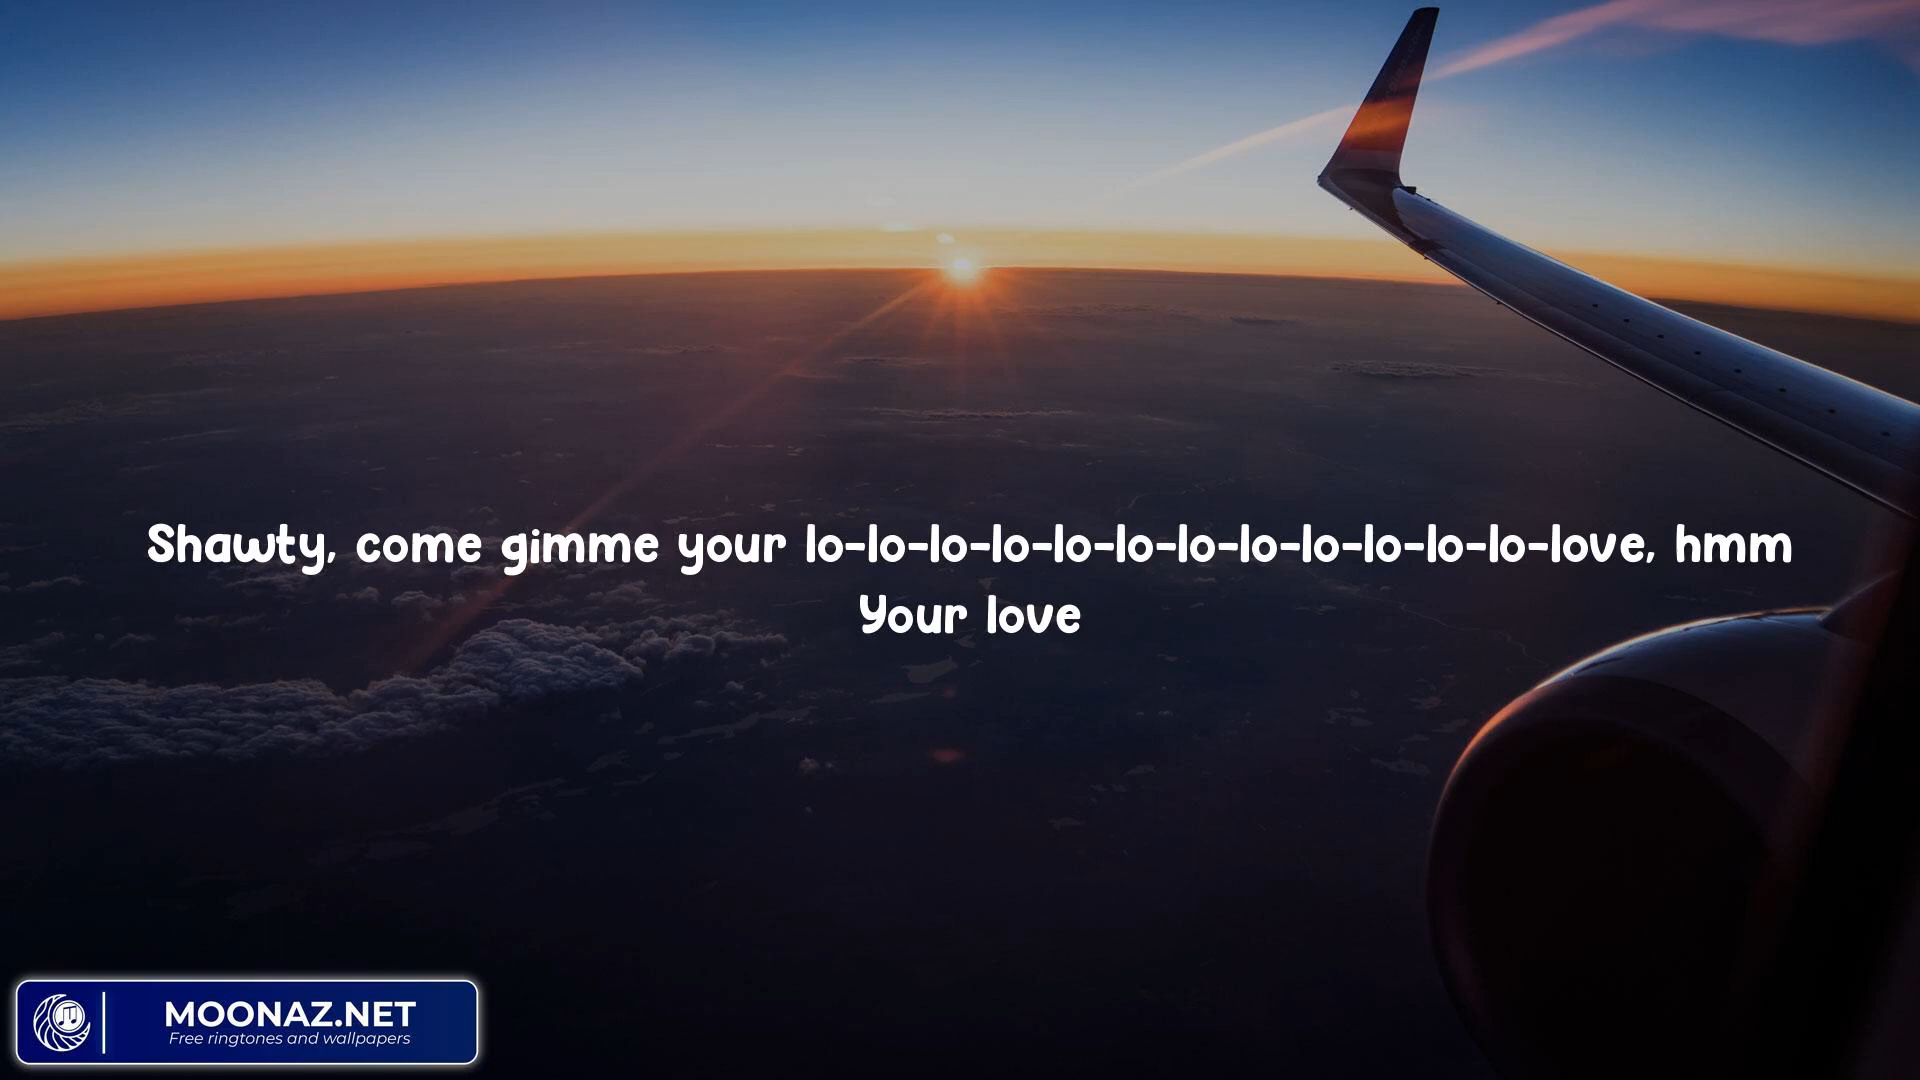 Shawty, come gimme your lo-lo-lo-lo-lo-lo-lo-lo-lo-lo-lo-lo-love, hmm
Your love
MOONAZ.NET
Free ringtones and wallpapers